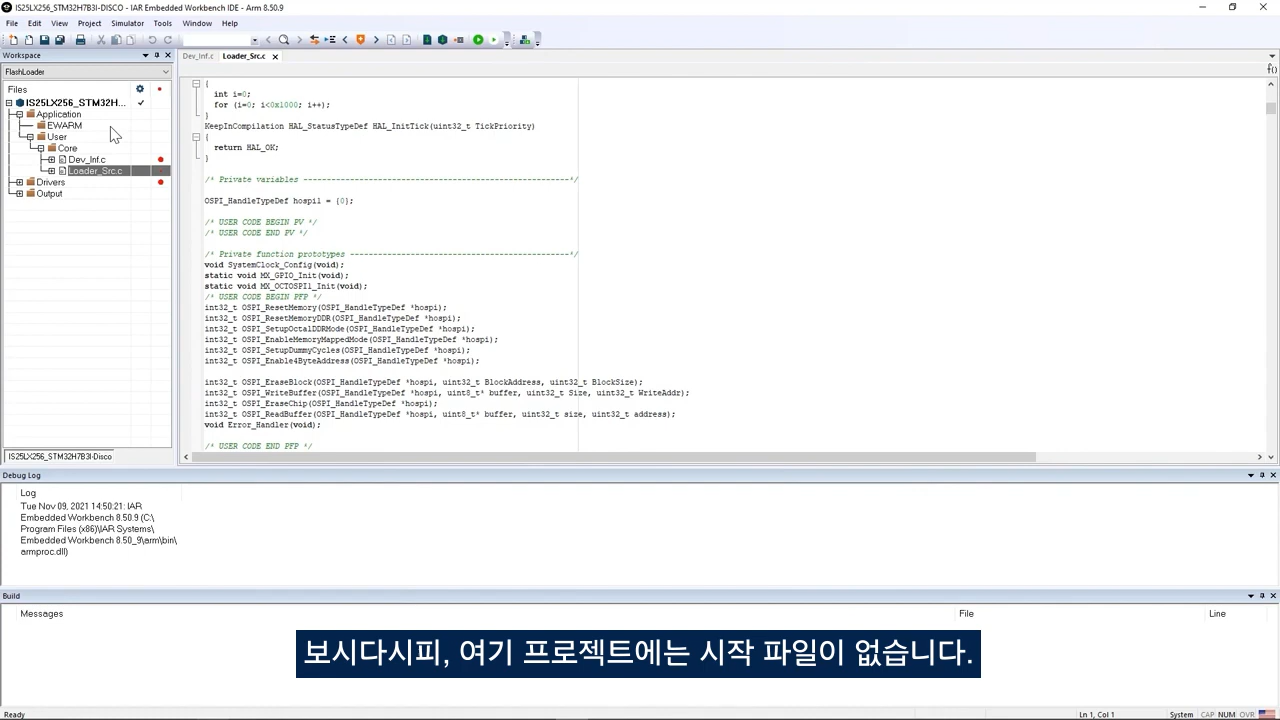 IS25LX256_STM32H7B3I-DISCO - IAR Embedded Workbench IDE - Arm 8.50.9
File Edit View Project Simulator Tools Window Help
Workspace
Dev_Inf.c Loader_Src.c
FlashLoader
Files
IS25LX256_STM32H...
Application
EWARM
User
Core
Dev_Inf.c
Loader_Src.c
Drivers
Output
IS25LX256_STM32H7B3I-Disco
f()
{
int i=0;
for (i=0; i<0x1000; i++);
}
KeepInCompilation HAL_StatusTypeDef HAL_InitTick(uint32_t TickPriority)
{
return HAL_OK;
}
/* Private variables ---------------------------------------------------------*/
OSPI_HandleTypeDef hospi1 = {0};
/* USER CODE BEGIN PV */
/* USER CODE END PV */
/* Private function prototypes -----------------------------------------------*/
void SystemClock_Config(void);
static void MX_GPIO_Init(void);
static void MX_OCTOSPI1_Init(void);
/* USER CODE BEGIN PFP */
int32_t OSPI_ResetMemory(OSPI_HandleTypeDef *hospi);
int32_t OSPI_ResetMemoryDDR(OSPI_HandleTypeDef *hospi);
int32_t OSPI_SetupOctalDDRMode(OSPI_HandleTypeDef *hospi);
int32_t OSPI_EnableMemoryMappedMode(OSPI_HandleTypeDef *hospi);
int32_t OSPI_SetupDummyCycles(OSPI_HandleTypeDef *hospi);
int32_t OSPI_Enable4ByteAddress(OSPI_HandleTypeDef *hospi);
int32_t OSPI_EraseBlock(OSPI_HandleTypeDef *hospi, uint32_t BlockAddress, uint32_t BlockSize);
int32_t OSPI_WriteBuffer(OSPI_HandleTypeDef *hospi, uint8_t* buffer, uint32_t Size, uint32_t WriteAddr);
int32_t OSPI_EraseChip(OSPI_HandleTypeDef *hospi);
int32_t OSPI_ReadBuffer(OSPI_HandleTypeDef *hospi, uint8_t* buffer, uint32_t size, uint32_t address);
void Error_Handler(void);
/* USER CODE END PFP */
Debug Log
Log
Tue Nov 09, 2021 14:50:21: IAR
Embedded Workbench 8.50.9 (C:\
Program Files (x86)\IAR Systems\
Embedded Workbench 8.50_9\arm\bin\
armproc.dll)
Build
Messages File Line
보시다시피, 여기 프로젝트에는 시작 파일이 없습니다.
Ready Ln 1, Col 1 System CAP NUM OVR